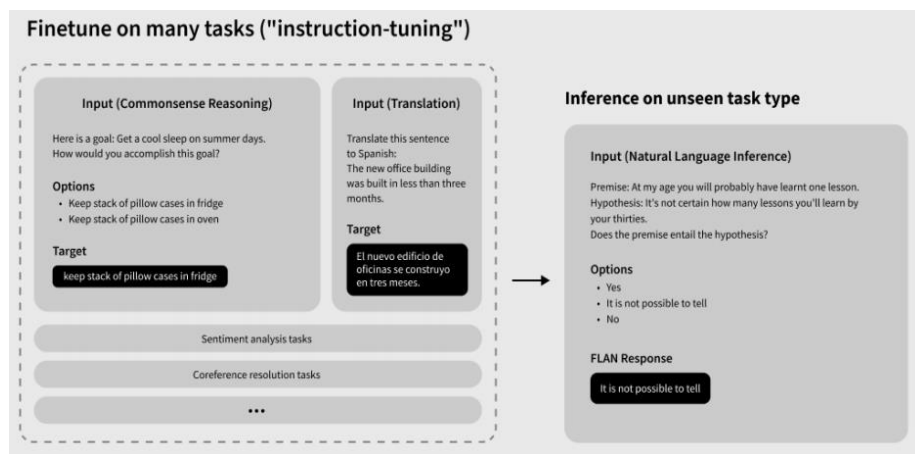 Finetune on many tasks ("instruction-tuning")
Input (Commonsense Reasoning)
Here is a goal: Get a cool sleep on summer days.
How would you accomplish this goal?
Options
• Keep stack of pillow cases in fridge
• Keep stack of pillow cases in oven
Target
keep stack of pillow cases in fridge
Input (Translation)
Translate this sentence
to Spanish:
The new office building
was built in less than three
months.
Target
El nuevo edificio de
oficinas se construyo
en tres meses.
Sentiment analysis tasks
Coreference resolution tasks
•••
Inference on unseen task type
Input (Natural Language Inference)
Premise: At my age you will probably have learnt one lesson.
Hypothesis: It's not certain how many lessons you'll learn by
your thirties.
Does the premise entail the hypothesis?
Options
• Yes
• It is not possible to tell
• No
FLAN Response
It is not possible to tell